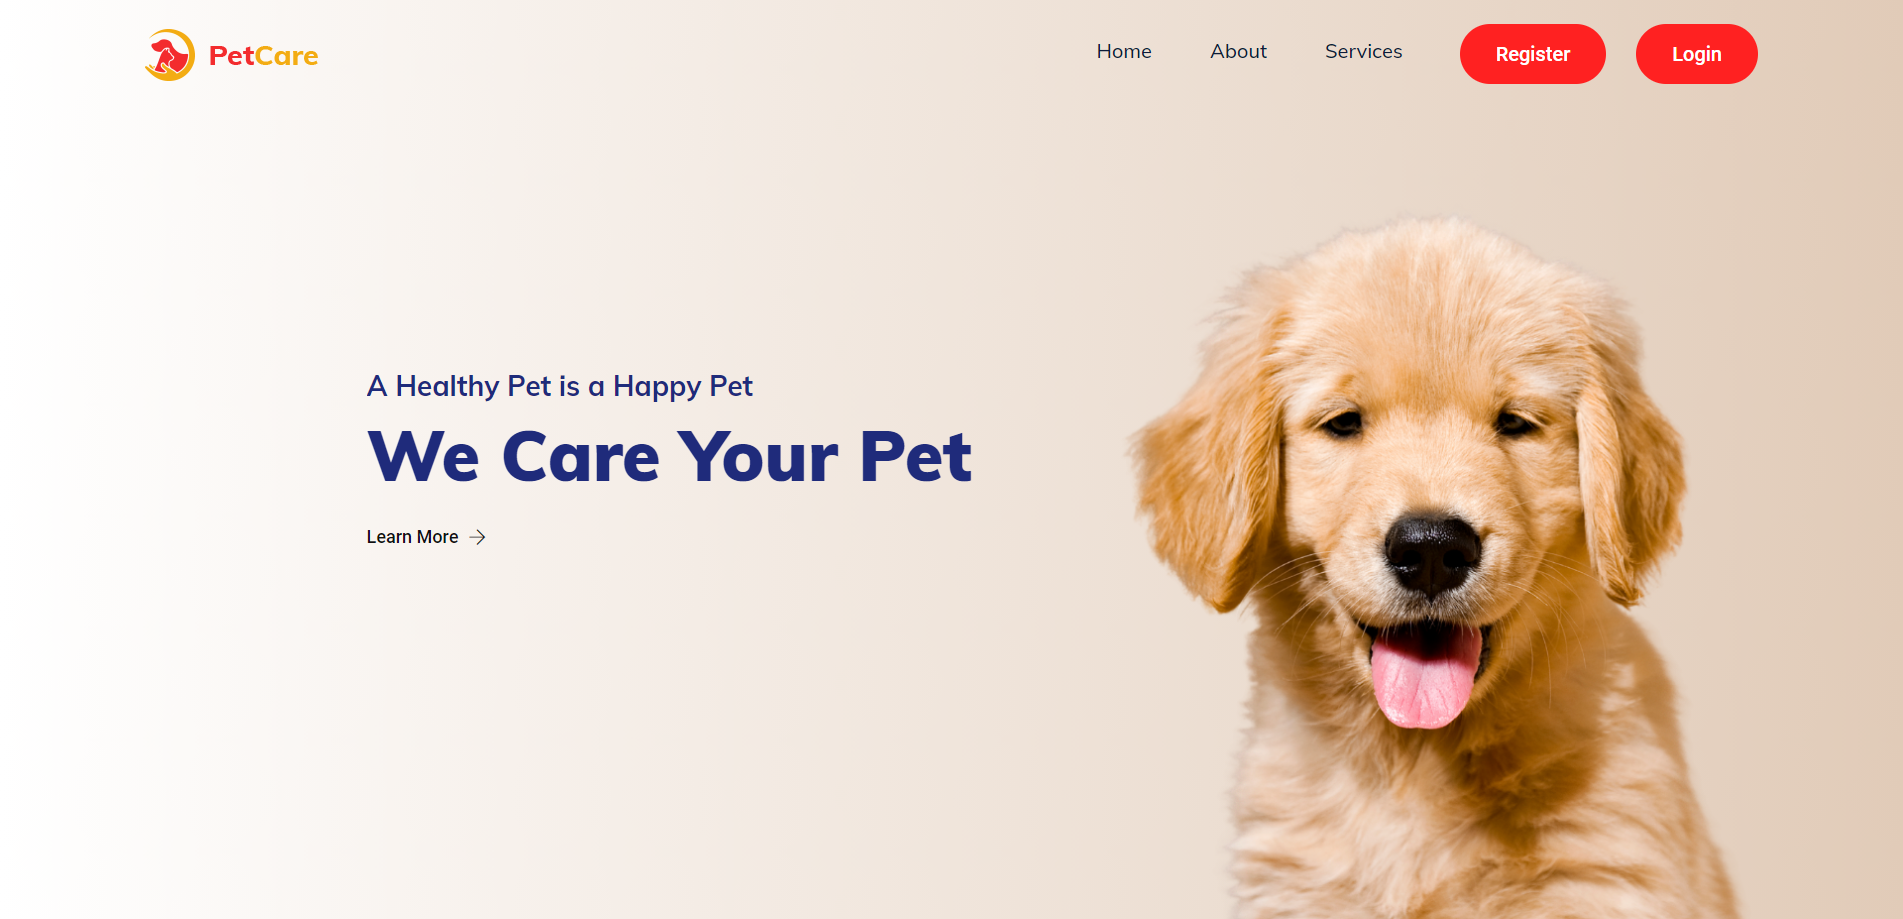 PetCare
Home About Services Register Login
A Healthy Pet is a Happy Pet
We Care Your Pet
Learn More